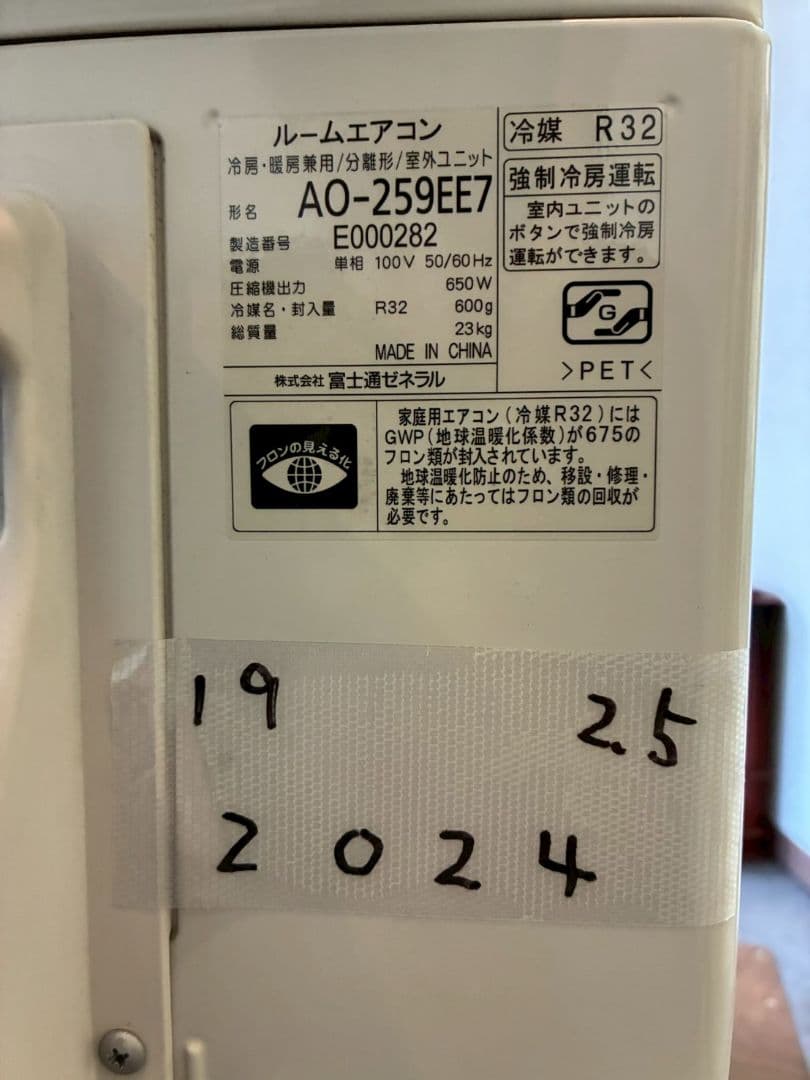 ルームエアコン
冷房・暖房兼用/分離形/室外ユニット
形名 AO-259EE7
製造番号 E000282
電源 単相 100V 50/60Hz
圧縮機出力 650W
冷媒名・封入量 R32 600g
総質量 23kg
MADE IN CHINA
株式会社 富士通ゼネラル
冷媒 R32
強制冷房運転
室内ユニットの
ボタンで強制冷房
運転ができます。
G
>PET<
フロンの見える化
家庭用エアコン(冷媒R32)には
GWP(地球温暖化係数)が675の
フロン類が封入されています。
地球温暖化防止のため、移設・修理・
廃棄等にあたってはフロン類の回収が
必要です。
19 2.5
2024